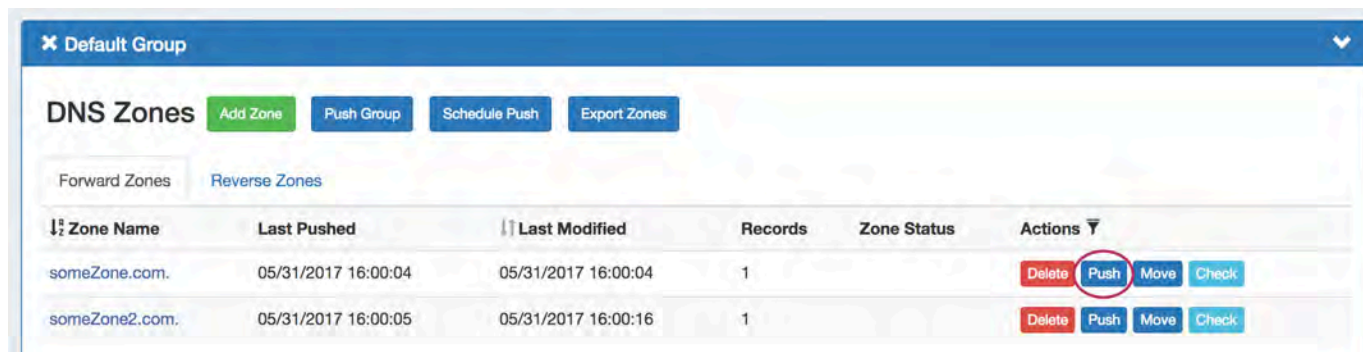 Default Group
DNS Zones Add Zone Push Group Schedule Push Export Zones
Forward Zones Reverse Zones
Zone Name Last Pushed Last Modified Records Zone Status Actions
someZone.com. 05/31/2017 16:00:04 05/31/2017 16:00:04 1 Delete Push Move Check
someZone2.com. 05/31/2017 16:00:05 05/31/2017 16:00:16 1 Delete Push Move Check